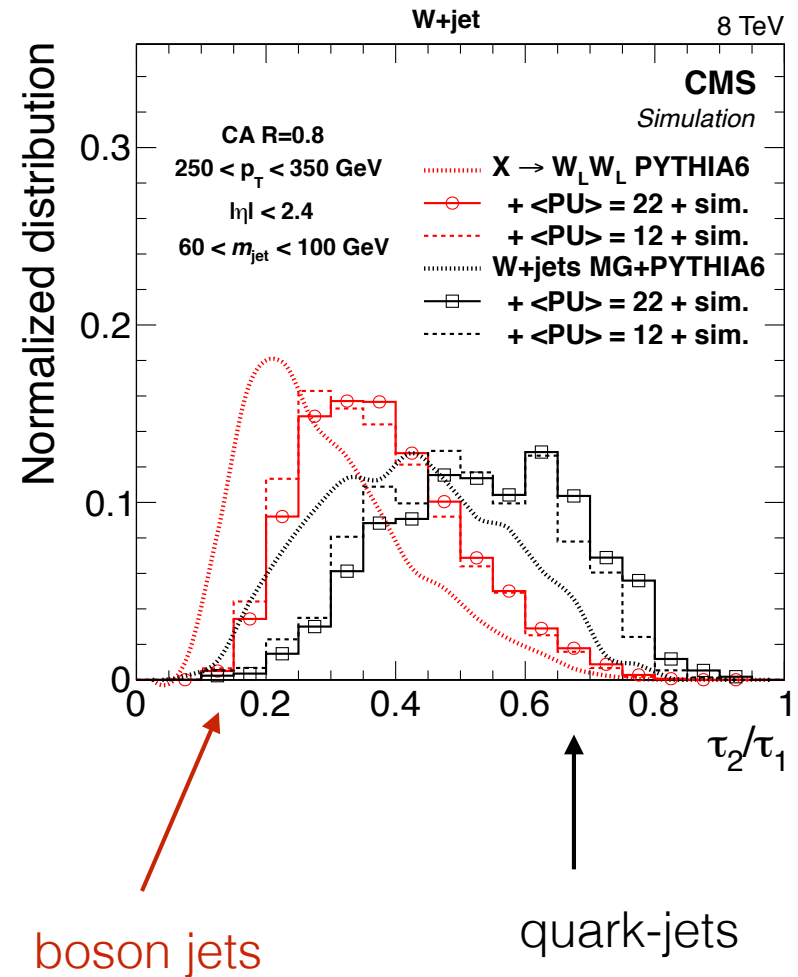 W+jet
8 TeV
CMS
Simulation
CA R=0.8
250 < p_T < 350 GeV
|η| < 2.4
60 < m_jet < 100 GeV
X → W_L W_L PYTHIA6
+ <PU> = 22 + sim.
+ <PU> = 12 + sim.
W+jets MG+PYTHIA6
+ <PU> = 22 + sim.
+ <PU> = 12 + sim.
Normalized distribution
0.3
0.2
0.1
0
0 0.2 0.4 0.6 0.8 1
τ_2/τ_1
boson jets
quark-jets